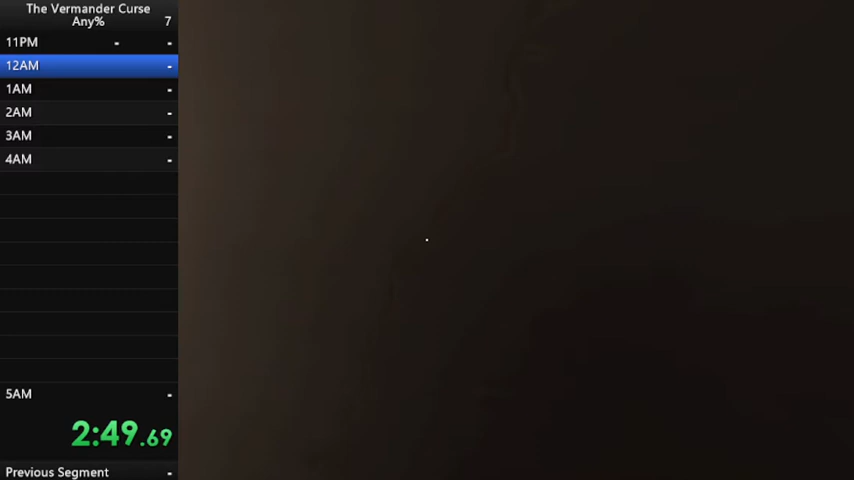 The Vermander Curse
Any% 7
11PM - -
12AM -
1AM -
2AM -
3AM -
4AM -
5AM -
2:49.69
Previous Segment -